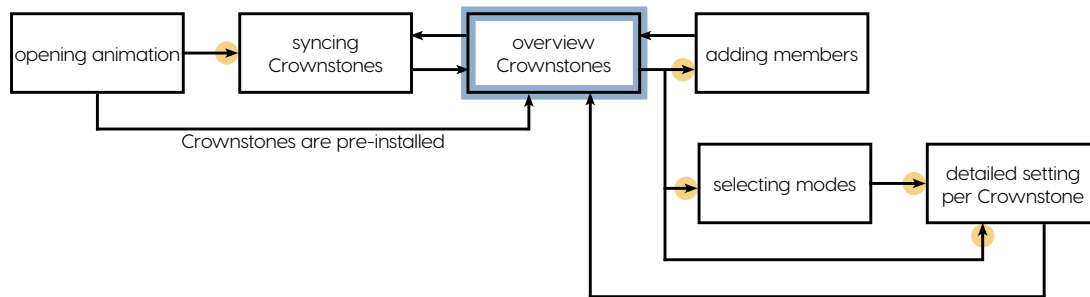 opening animation
syncing
Crownstones
overview
Crownstones
adding members
Crownstones are pre-installed
selecting modes
detailed setting
per Crownstone